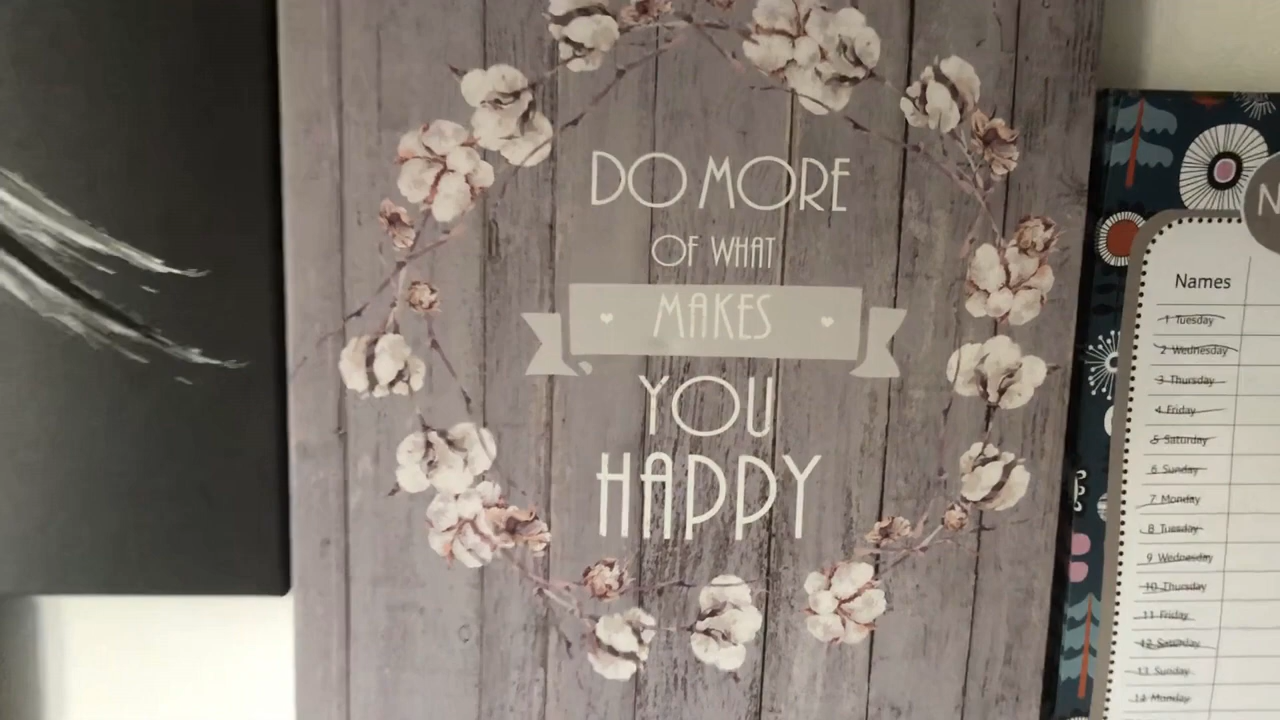 DO MORE
OF WHAT
MAKES
YOU
HAPPY
Names
1 Tuesday
2 Wednesday
3 Thursday
4 Friday
5 Saturday
6 Sunday
7 Monday
8 Tuesday
9 Wednesday
10 Thursday
11 Friday
12 Saturday
13 Sunday
14 Monday